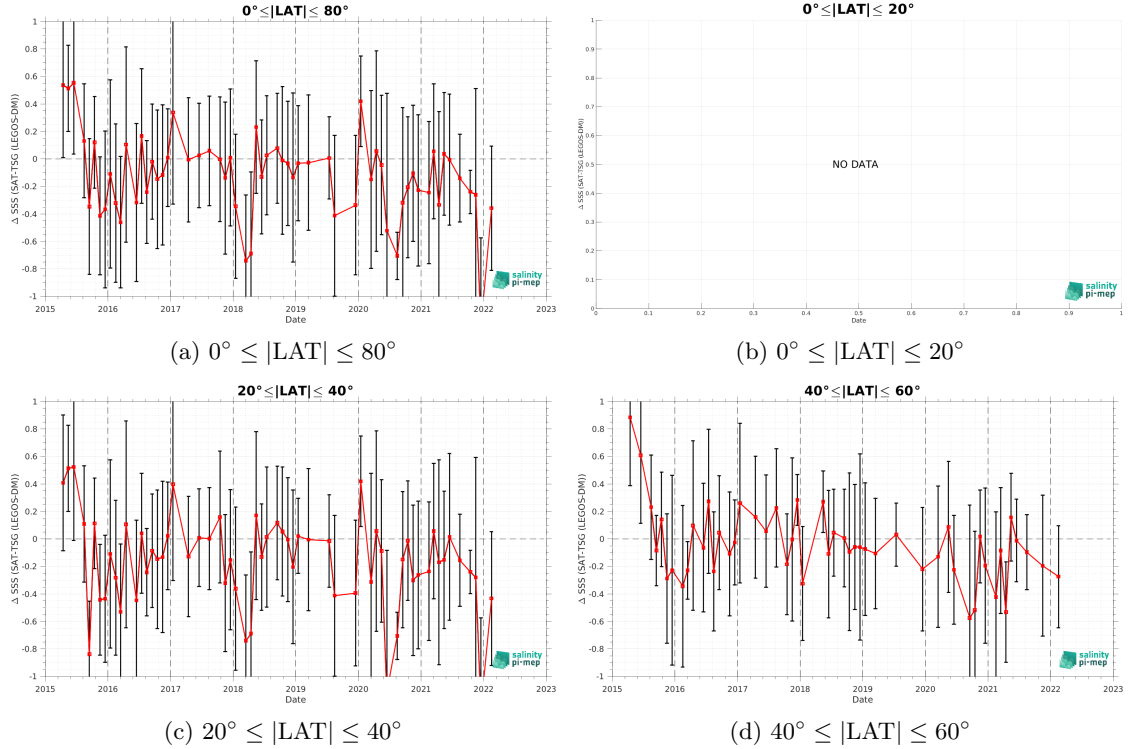 0°≤|LAT|≤ 80°
1
0.8
0.6
0.4
0.2
0
-0.2
-0.4
-0.6
-0.8
-1
Δ SSS (SAT-TSG (LEGOS-DM))
2015 2016 2017 2018 2019 2020 2021 2022 2023
Date
salinity
pi-mep
(a) 0° ≤ |LAT| ≤ 80°
0°≤|LAT|≤ 20°
1
0.9
0.8
0.7
0.6
0.5
0.4
0.3
0.2
0.1
0
Δ SSS (SAT-TSG (LEGOS-DM))
NO DATA
0 0.1 0.2 0.3 0.4 0.5 0.6 0.7 0.8 0.9 1
Date
salinity
pi-mep
(b) 0° ≤ |LAT| ≤ 20°
20°≤|LAT|≤ 40°
1
0.8
0.6
0.4
0.2
0
-0.2
-0.4
-0.6
-0.8
-1
Δ SSS (SAT-TSG (LEGOS-DM))
2015 2016 2017 2018 2019 2020 2021 2022 2023
Date
salinity
pi-mep
(c) 20° ≤ |LAT| ≤ 40°
40°≤|LAT|≤ 60°
1
0.8
0.6
0.4
0.2
0
-0.2
-0.4
-0.6
-0.8
-1
Δ SSS (SAT-TSG (LEGOS-DM))
2015 2016 2017 2018 2019 2020 2021 2022 2023
Date
salinity
pi-mep
(d) 40° ≤ |LAT| ≤ 60°